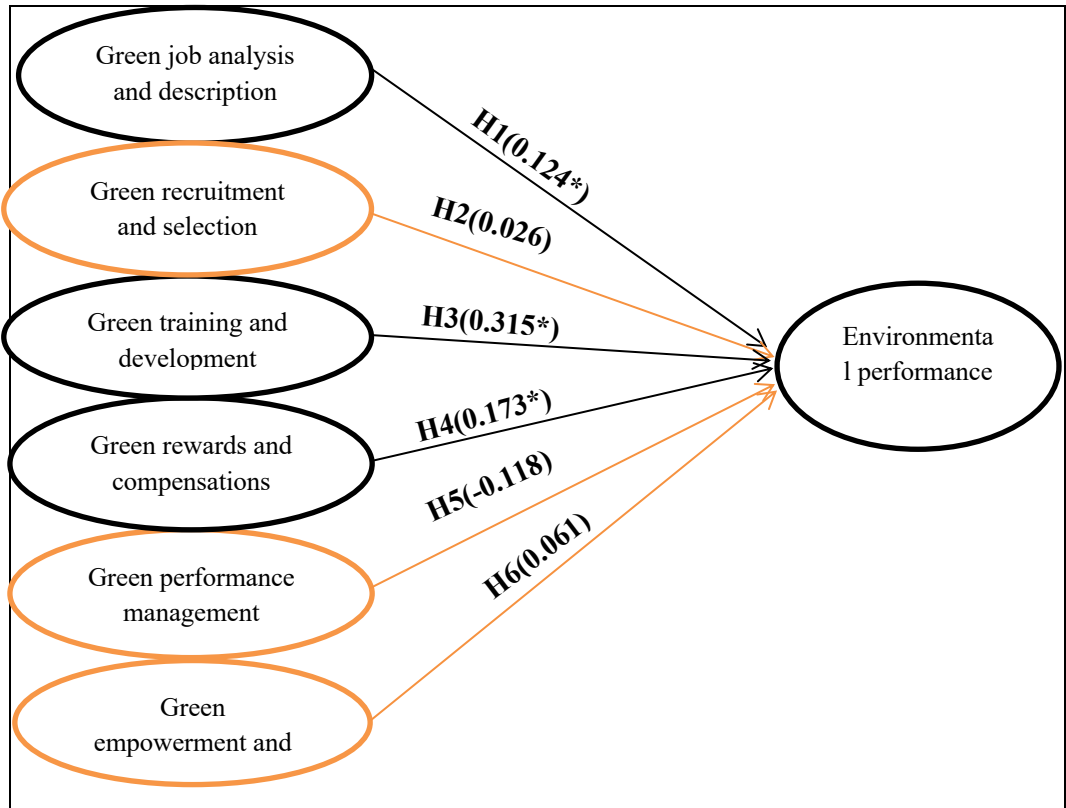 Green job analysis
and description
H1(0.124*)
Green recruitment
and selection
H2(0.026)
Green training and
development
H3(0.315*)
Environmenta
l performance
Green rewards and
compensations
H4(0.173*)
H5(-0.118)
Green performance
management
H6(0.061)
Green
empowerment and